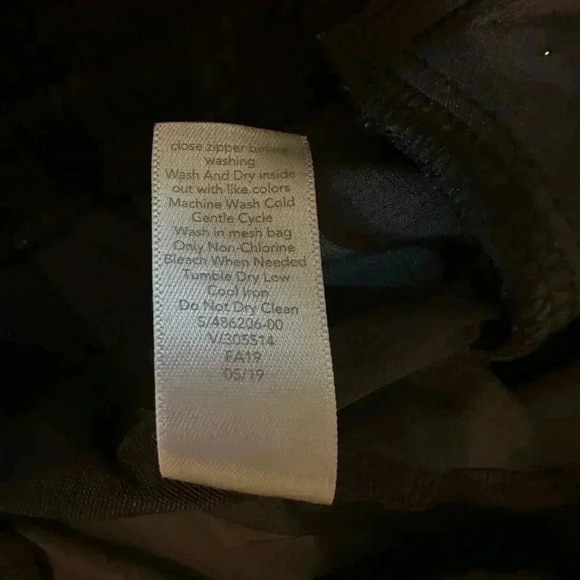 close zipper before
washing
Wash And Dry inside
out with like colors
Machine Wash Cold
Gentle Cycle
Wash in mesh bag
Only Non-Chlorine
Bleach When Needed
Tumble Dry Low
Cool Iron
Do Not Dry Clean
S/486206-00
V/305514
FA19
05/19